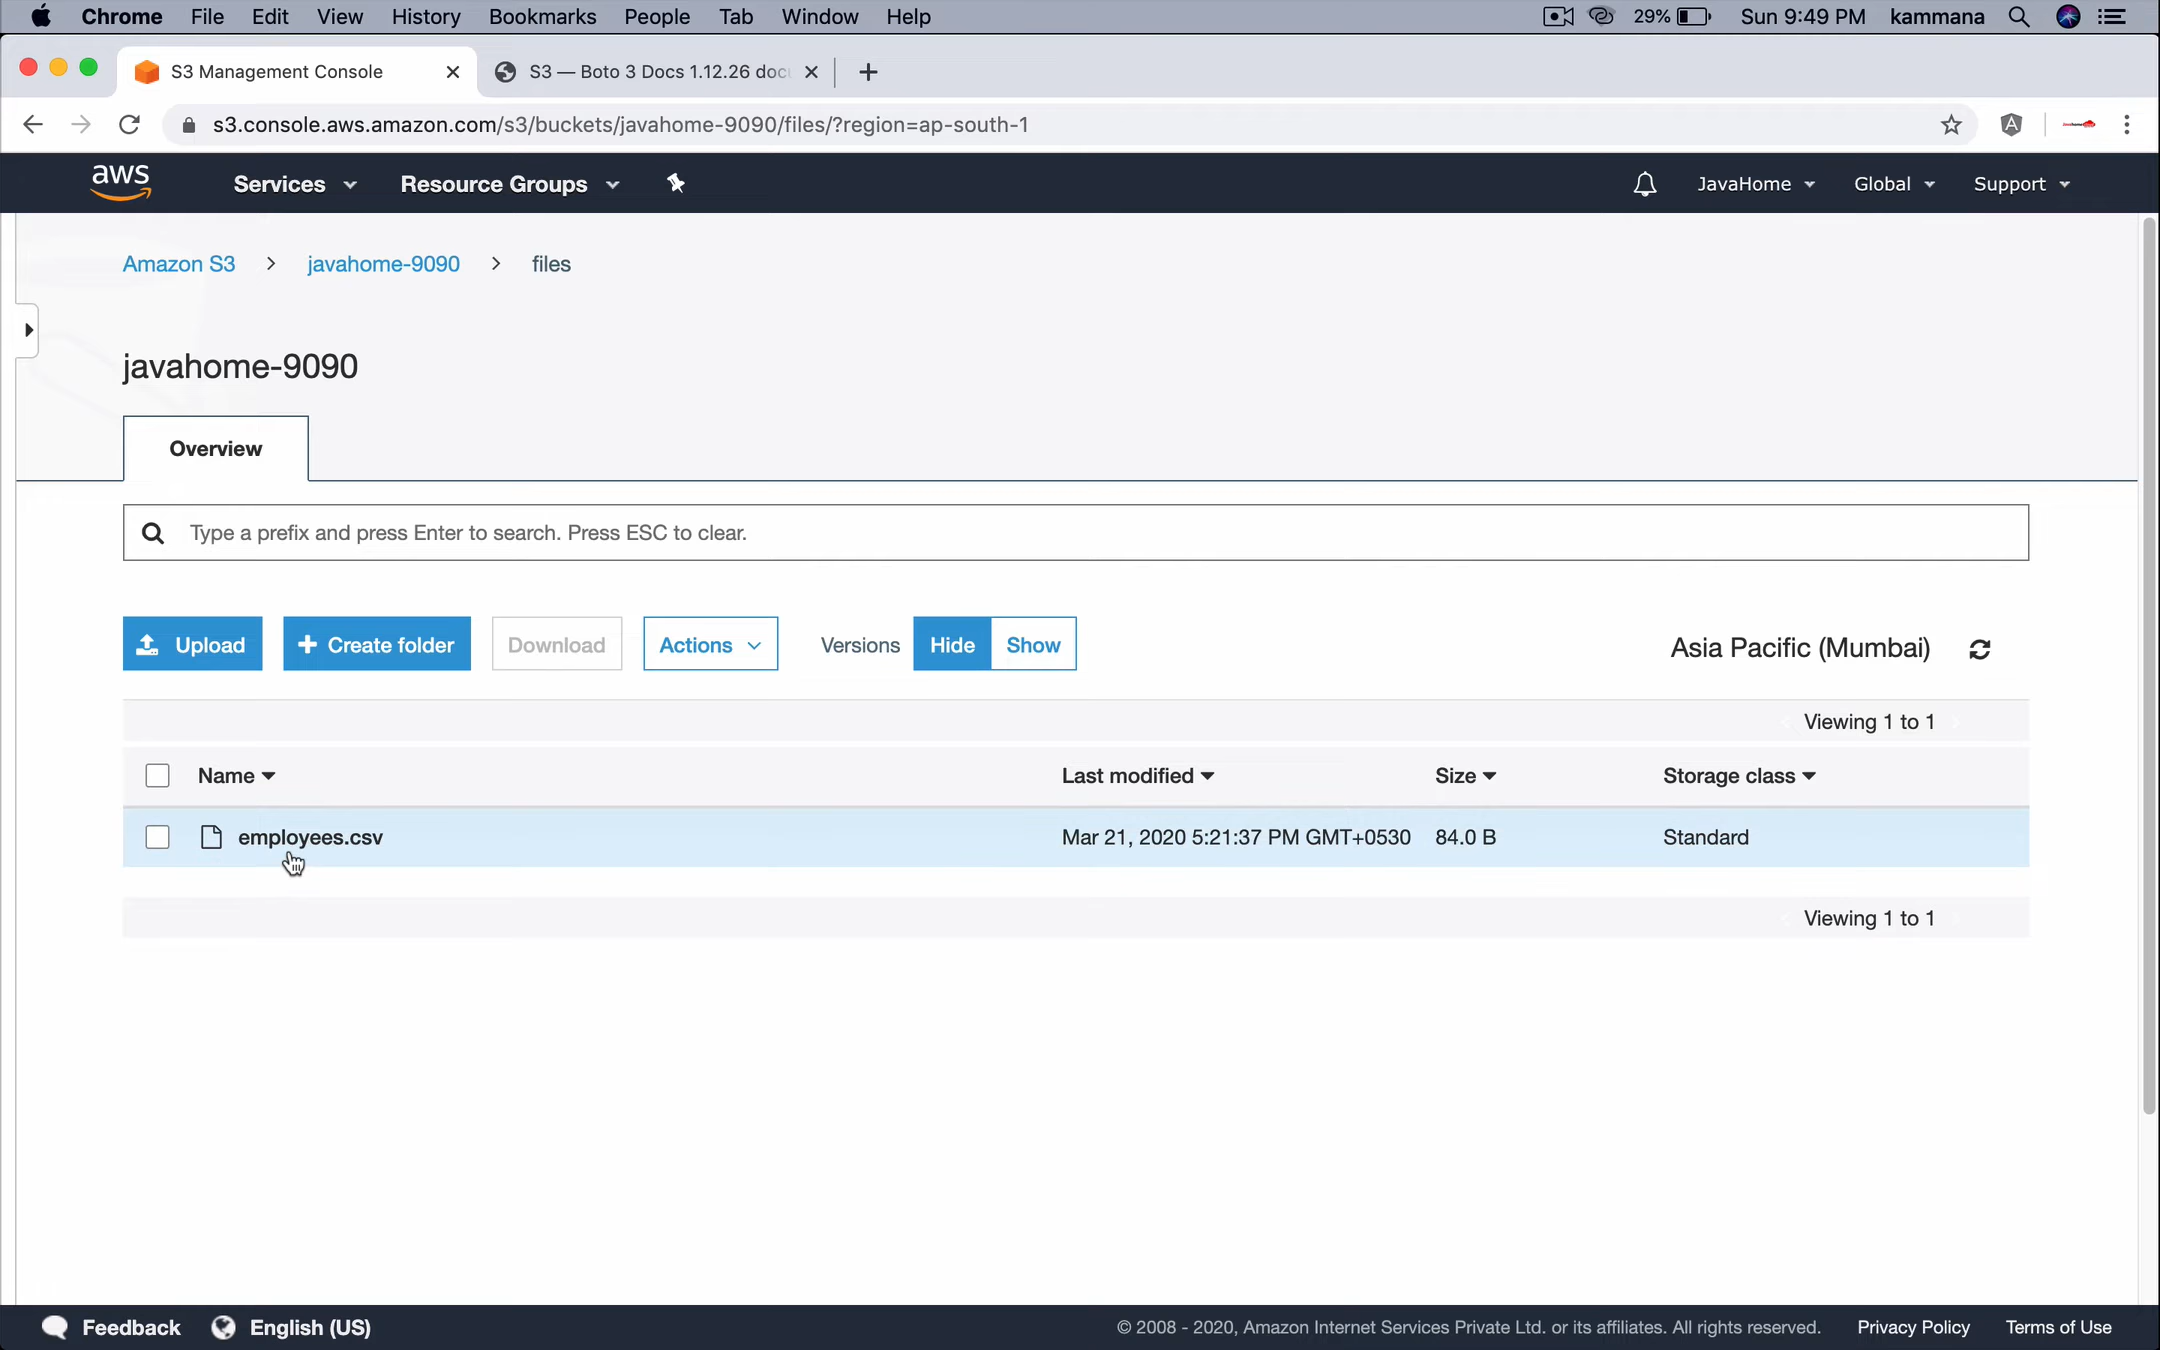 Chrome File Edit View History Bookmarks People Tab Window Help 29% Sun 9:49 PM kammana
S3 Management Console S3 — Boto 3 Docs 1.12.26 doc
s3.console.aws.amazon.com/s3/buckets/javahome-9090/files/?region=ap-south-1
aws Services Resource Groups JavaHome Global Support
Amazon S3 > javahome-9090 > files
javahome-9090
Overview
Type a prefix and press Enter to search. Press ESC to clear.
Upload + Create folder Download Actions Versions Hide Show Asia Pacific (Mumbai)
Viewing 1 to 1
Name Last modified Size Storage class
employees.csv Mar 21, 2020 5:21:37 PM GMT+0530 84.0 B Standard
Viewing 1 to 1
Feedback English (US) © 2008 - 2020, Amazon Internet Services Private Ltd. or its affiliates. All rights reserved. Privacy Policy Terms of Use